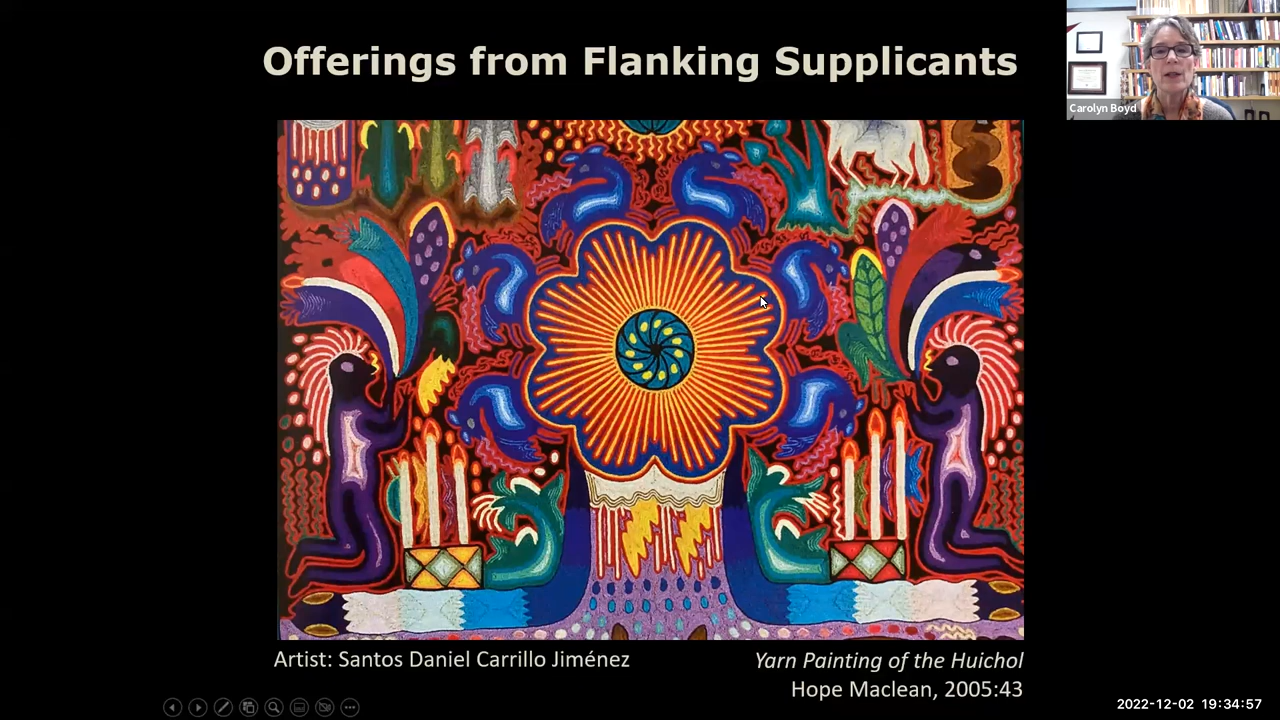 Offerings from Flanking Supplicants
Carolyn Boyd
Artist: Santos Daniel Carrillo Jiménez
Yarn Painting of the Huichol
Hope Maclean, 2005:43
2022-12-02 19:34:57